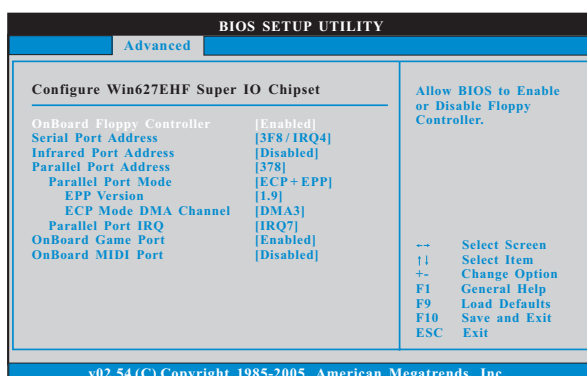 BIOS SETUP UTILITY
Advanced
Configure Win627EHF Super IO Chipset
OnBoard Floppy Controller [Enabled]
Serial Port Address [3F8 / IRQ4]
Infrared Port Address [Disabled]
Parallel Port Address [378]
Parallel Port Mode [ECP + EPP]
EPP Version [1.9]
ECP Mode DMA Channel [DMA3]
Parallel Port IRQ [IRQ7]
OnBoard Game Port [Enabled]
OnBoard MIDI Port [Disabled]
Allow BIOS to Enable
or Disable Floppy
Controller.
←→ Select Screen
↑↓ Select Item
+- Change Option
F1 General Help
F9 Load Defaults
F10 Save and Exit
ESC Exit
v02.54 (C) Copyright 1985-2005, American Megatrends, Inc.